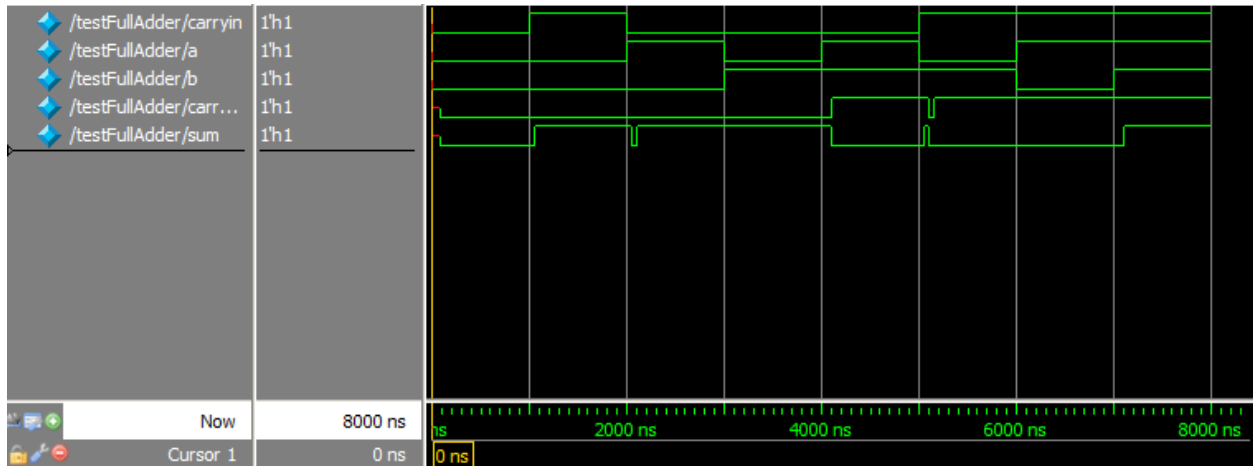 /testFullAdder/carryin 1'h1
/testFullAdder/a 1'h1
/testFullAdder/b 1'h1
/testFullAdder/carr... 1'h1
/testFullAdder/sum 1'h1
Now 8000 ns
ns 2000 ns 4000 ns 6000 ns 8000 ns
Cursor 1 0 ns
0 ns